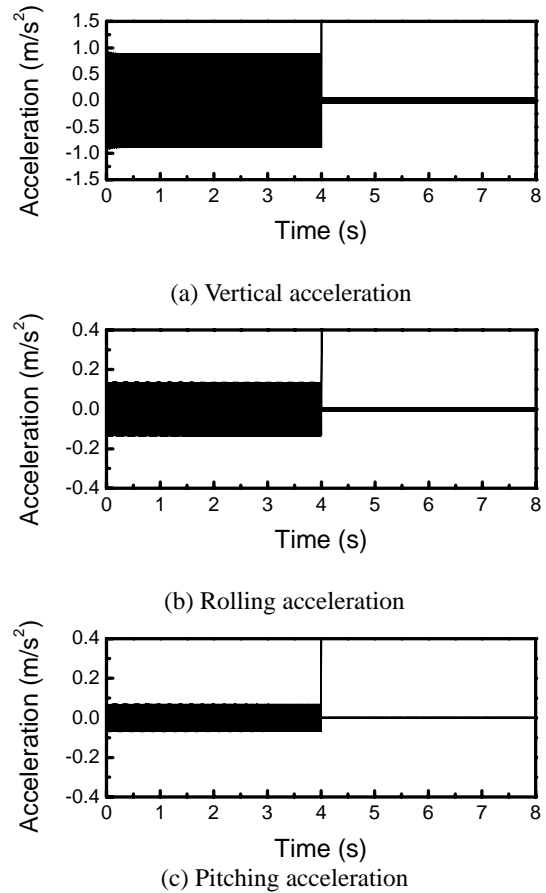 Acceleration (m/s²)
1.5
1.0
0.5
0.0
-0.5
-1.0
-1.5
0 1 2 3 4 5 6 7 8
Time (s)
(a) Vertical acceleration
Acceleration (m/s²)
0.4
0.2
0.0
-0.2
-0.4
0 1 2 3 4 5 6 7 8
Time (s)
(b) Rolling acceleration
Acceleration (m/s²)
0.4
0.2
0.0
-0.2
-0.4
0 1 2 3 4 5 6 7 8
Time (s)
(c) Pitching acceleration